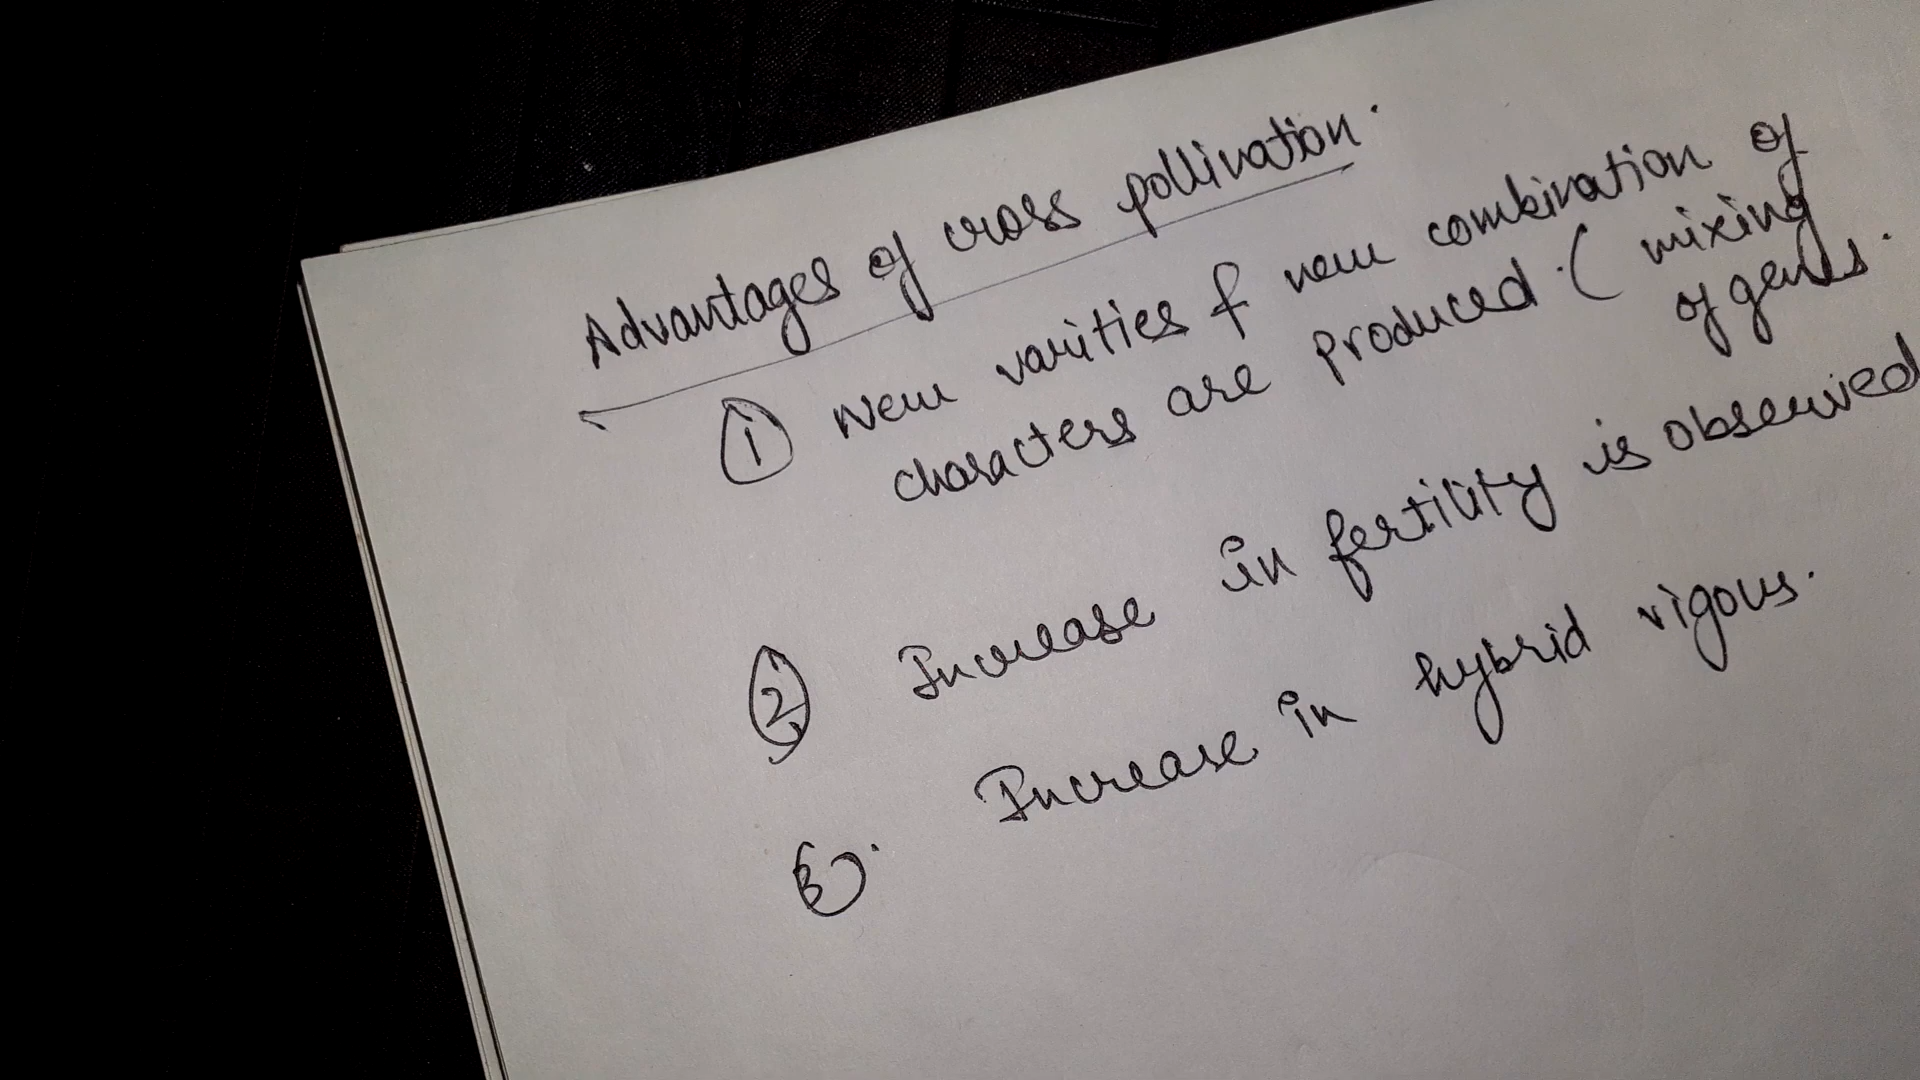 Advantages of cross pollination.
① New varities & new combination of
characters are produced. ( mixing
of genes.
② Increase in fertility is observed
③. Increase in hybrid vigous.